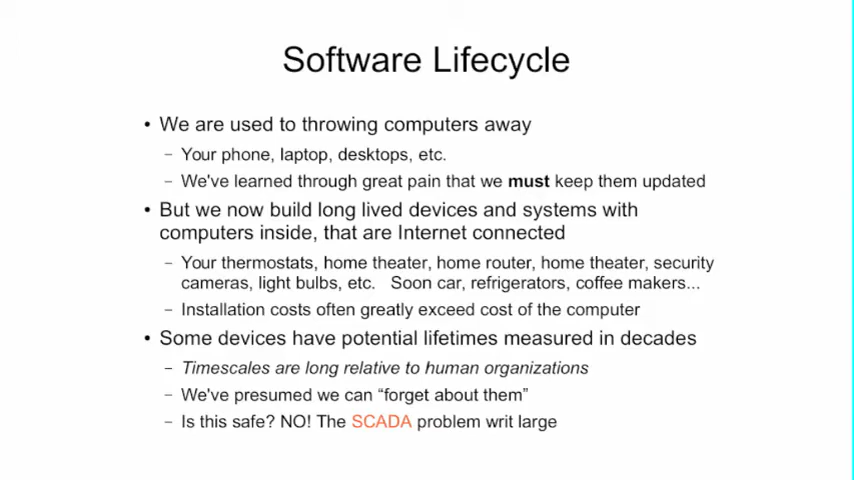 Software Lifecycle
• We are used to throwing computers away
– Your phone, laptop, desktops, etc.
– We've learned through great pain that we must keep them updated
• But we now build long lived devices and systems with
computers inside, that are Internet connected
– Your thermostats, home theater, home router, home theater, security
cameras, light bulbs, etc. Soon car, refrigerators, coffee makers...
– Installation costs often greatly exceed cost of the computer
• Some devices have potential lifetimes measured in decades
– Timescales are long relative to human organizations
– We've presumed we can “forget about them”
– Is this safe? NO! The SCADA problem writ large